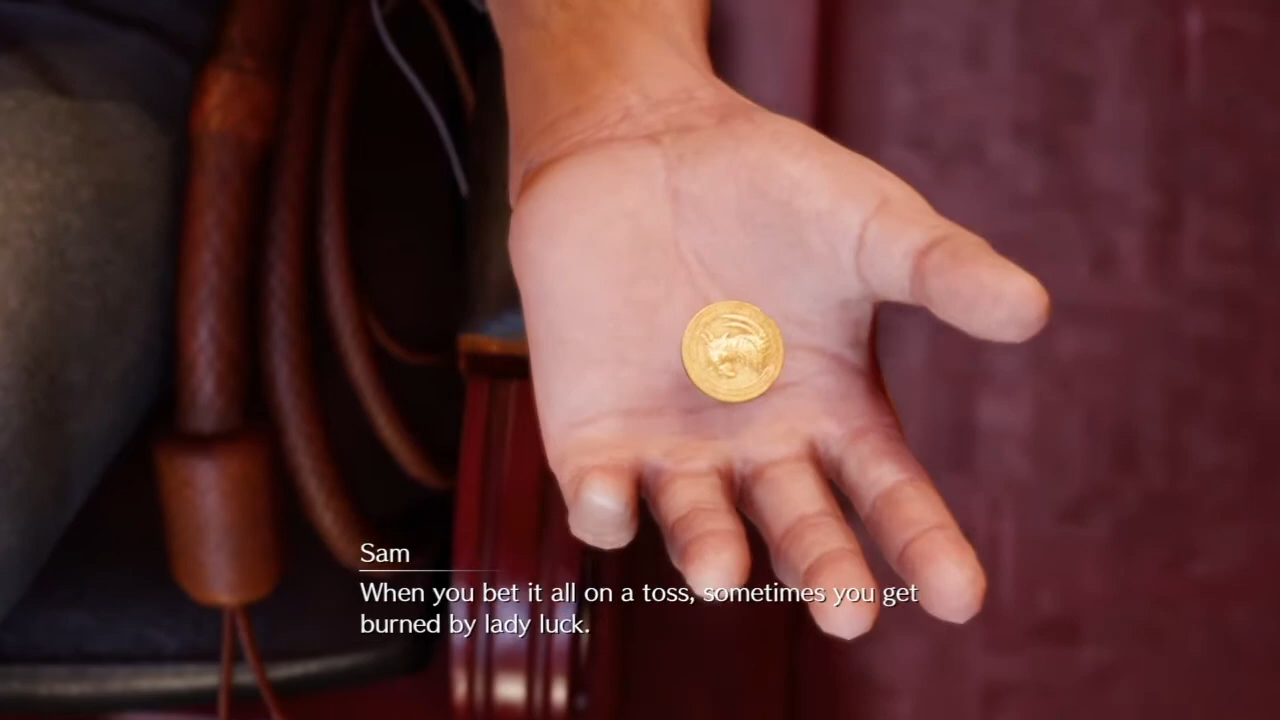 Sam
When you bet it all on a toss, sometimes you get
burned by lady luck.